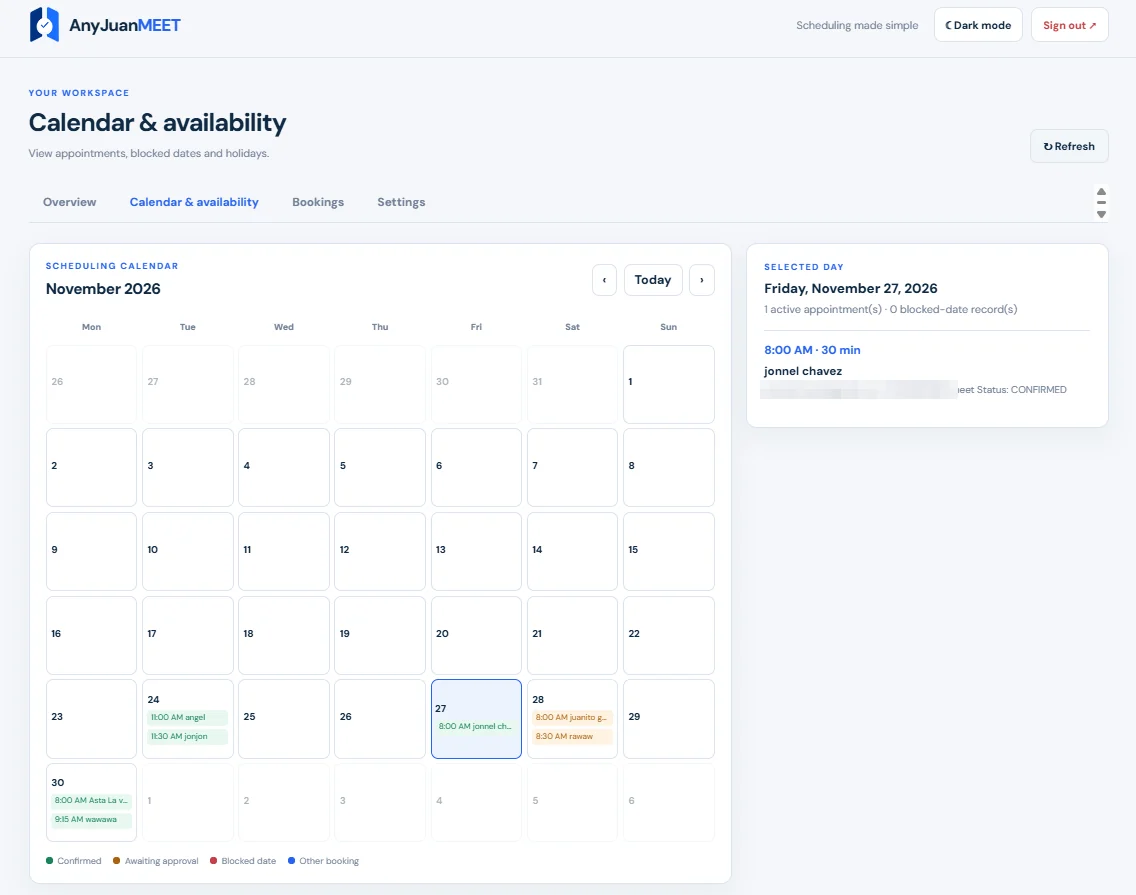 AnyJuanMEET
Scheduling made simple
Dark mode
Sign out ↗
YOUR WORKSPACE
Calendar & availability
View appointments, blocked dates and holidays.
↻ Refresh
Overview
Calendar & availability
Bookings
Settings
SCHEDULING CALENDAR
November 2026
‹
Today
›
Mon Tue Wed Thu Fri Sat Sun
26 27 28 29 30 31 1
2 3 4 5 6 7 8
9 10 11 12 13 14 15
16 17 18 19 20 21 22
23
24
11:00 AM angel
11:30 AM jonjon
25
26
27
8:00 AM jonnel ch...
28
8:00 AM juanito g...
8:30 AM rawaw
29
30
8:00 AM Asta La v...
9:15 AM wawawa
1 2 3 4 5 6
Confirmed
Awaiting approval
Blocked date
Other booking
SELECTED DAY
Friday, November 27, 2026
1 active appointment(s) · 0 blocked-date record(s)
8:00 AM · 30 min
jonnel chavez
Status: CONFIRMED